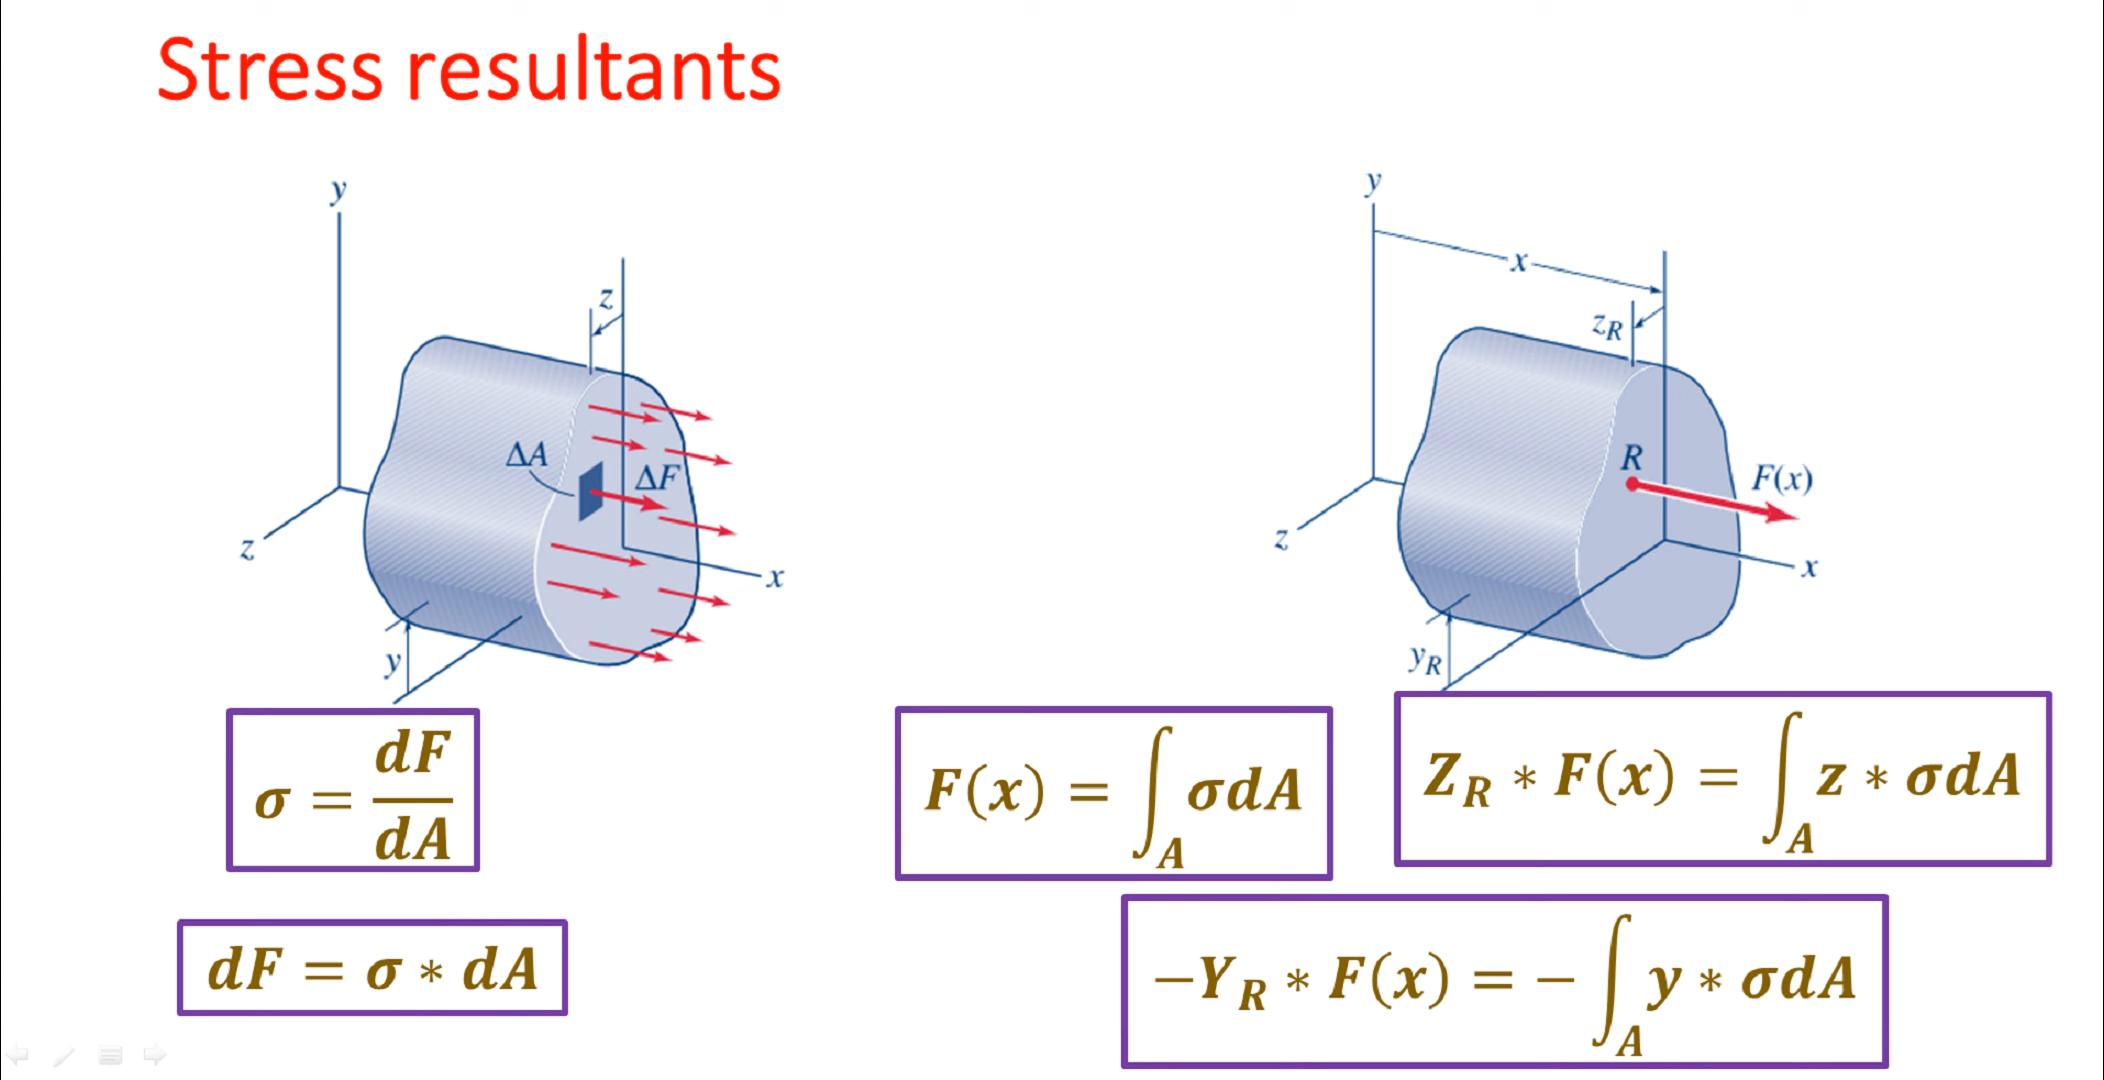 Stress resultants
y
z
ΔA
ΔF
x
z
y
y
x
z_R
R
F(x)
z
x
y_R
σ = dF/dA
dF = σ * dA
F(x) = ∫_A σdA
Z_R * F(x) = ∫_A z * σdA
−Y_R * F(x) = − ∫_A y * σdA